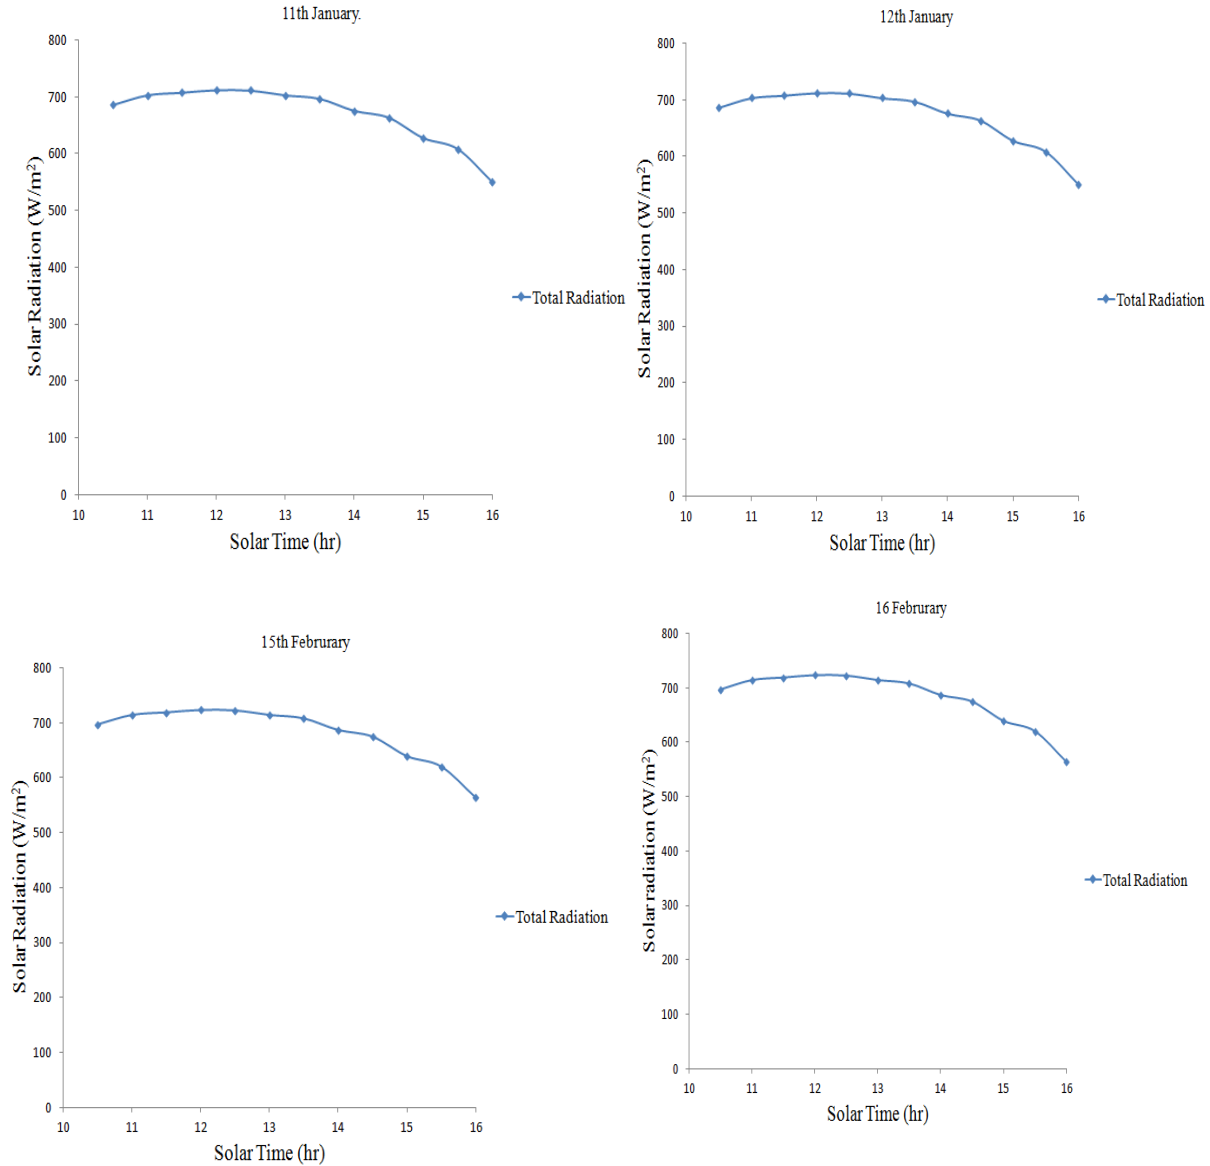 11th January.
800
700
600
500
400
300
200
100
0
10 11 12 13 14 15 16
Solar Radiation (W/m²)
Solar Time (hr)
Total Radiation
12th January
800
700
600
500
400
300
200
100
0
10 11 12 13 14 15 16
Solar Radiation (W/m²)
Solar Time (hr)
Total Radiation
15th Februrary
800
700
600
500
400
300
200
100
0
10 11 12 13 14 15 16
Solar Radiation (W/m²)
Solar Time (hr)
Total Radiation
16 Februrary
800
700
600
500
400
300
200
100
0
10 11 12 13 14 15 16
Solar radiation (W/m²)
Solar Time (hr)
Total Radiation